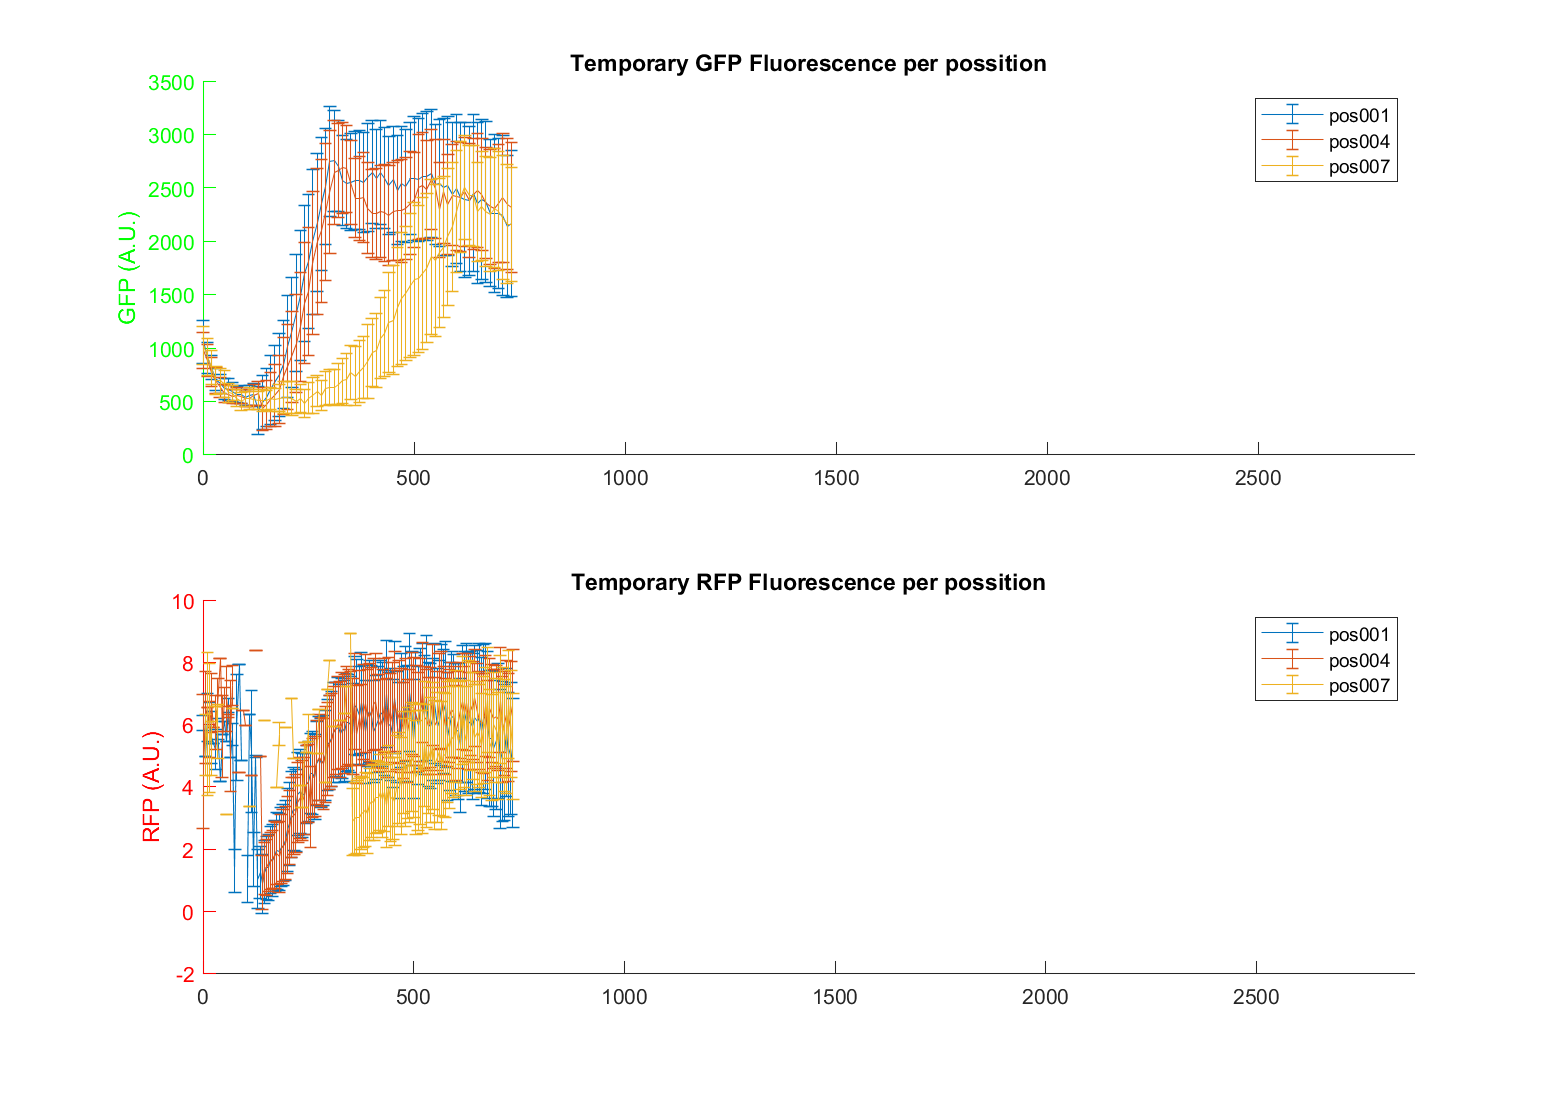 Temporary GFP Fluorescence per possition
GFP (A.U.)
3500
3000
2500
2000
1500
1000
500
0
0 500 1000 1500 2000 2500
pos001
pos004
pos007
Temporary RFP Fluorescence per possition
RFP (A.U.)
10
8
6
4
2
0
-2
0 500 1000 1500 2000 2500
pos001
pos004
pos007